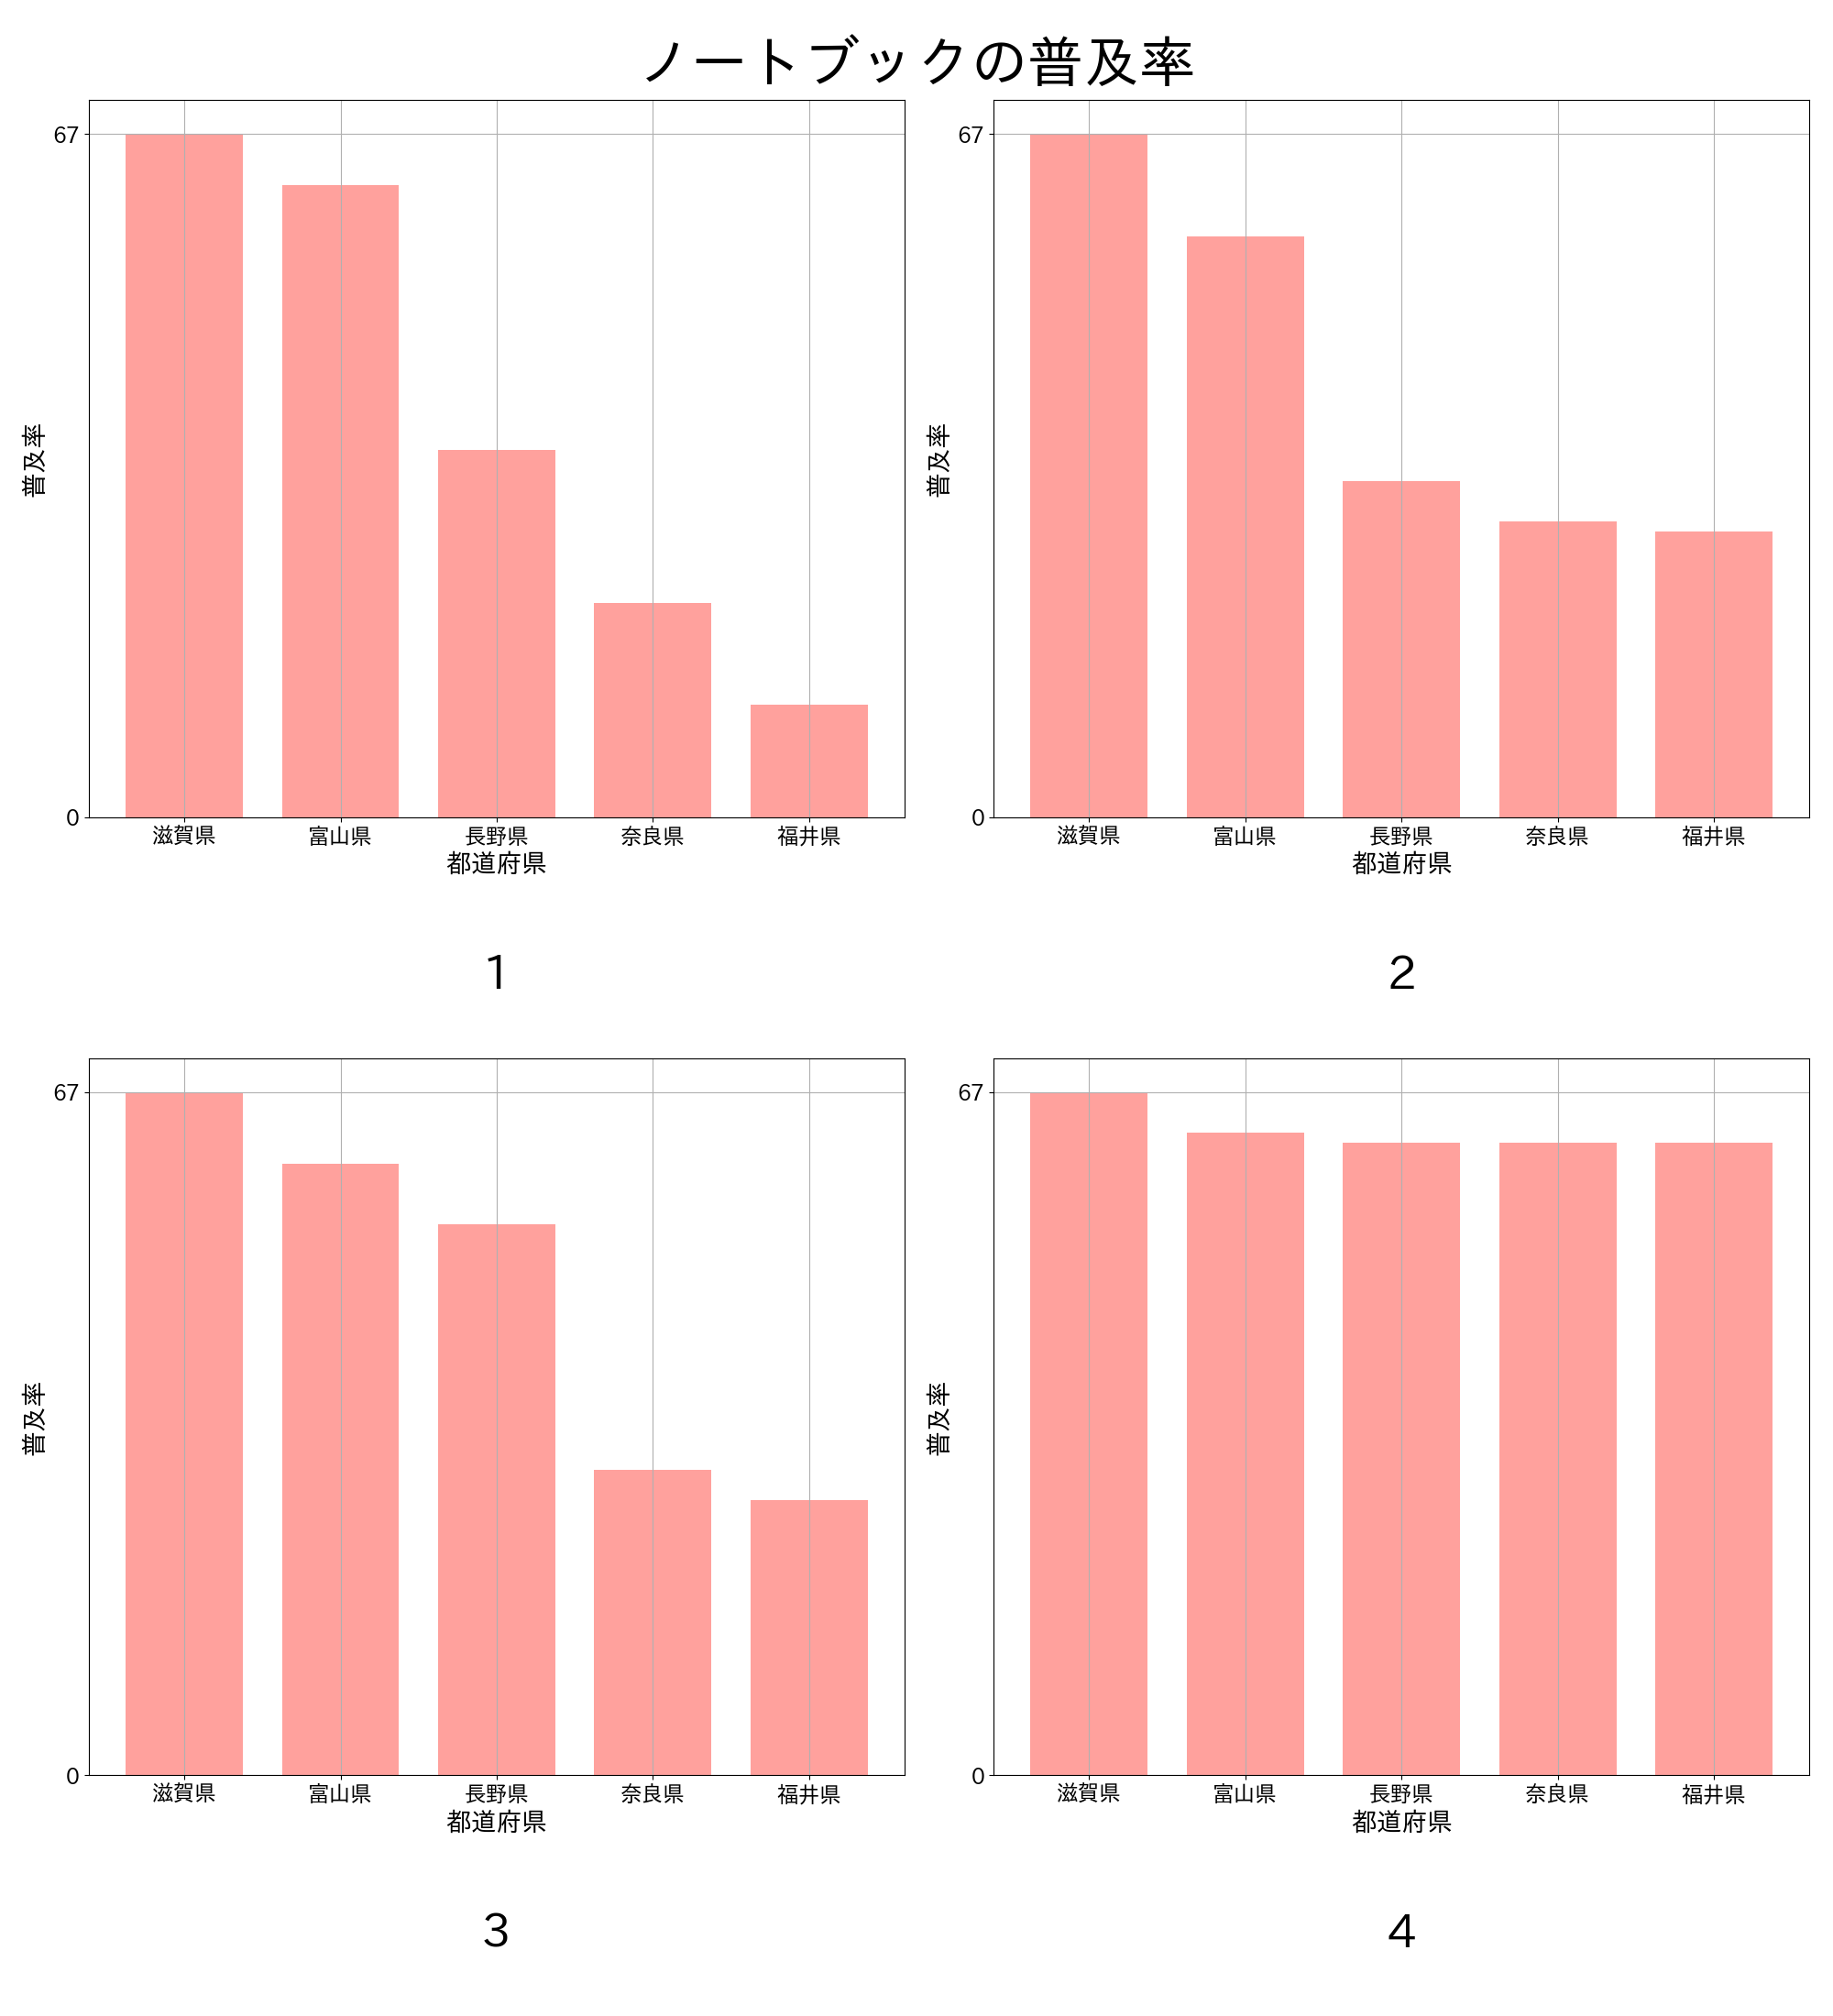 ノートブックの普及率
67
0
普及率
滋賀県 富山県 長野県 奈良県 福井県
都道府県
1
67
0
普及率
滋賀県 富山県 長野県 奈良県 福井県
都道府県
2
67
0
普及率
滋賀県 富山県 長野県 奈良県 福井県
都道府県
3
67
0
普及率
滋賀県 富山県 長野県 奈良県 福井県
都道府県
4